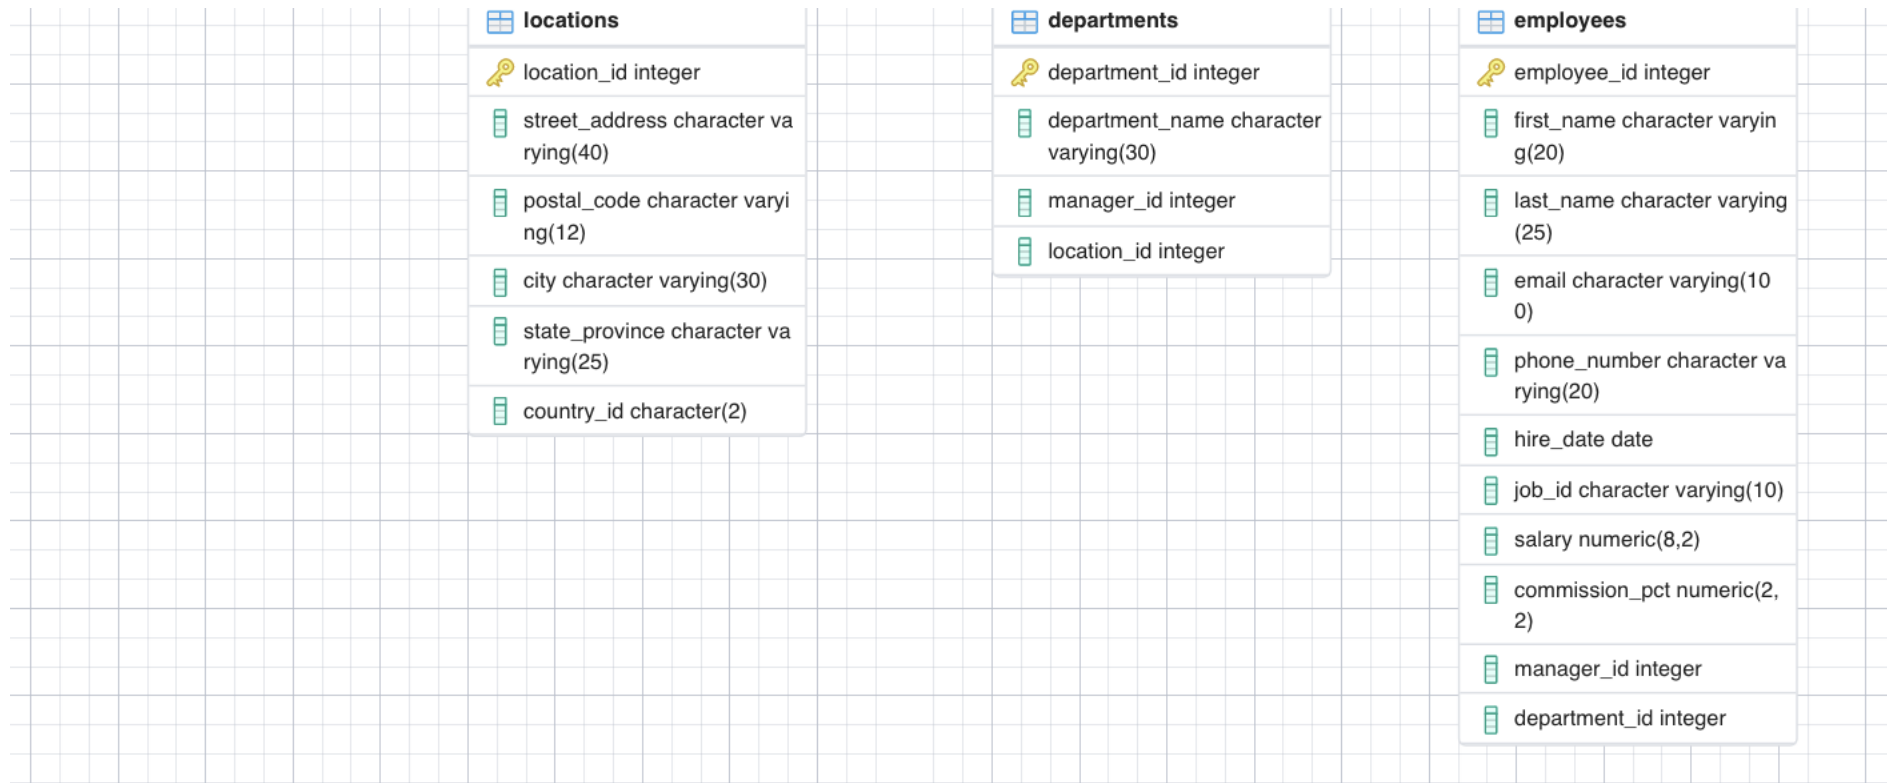 locations
location_id integer
street_address character va
rying(40)
postal_code character varyi
ng(12)
city character varying(30)
state_province character va
rying(25)
country_id character(2)
departments
department_id integer
department_name character
varying(30)
manager_id integer
location_id integer
employees
employee_id integer
first_name character varyin
g(20)
last_name character varying
(25)
email character varying(10
0)
phone_number character va
rying(20)
hire_date date
job_id character varying(10)
salary numeric(8,2)
commission_pct numeric(2,
2)
manager_id integer
department_id integer